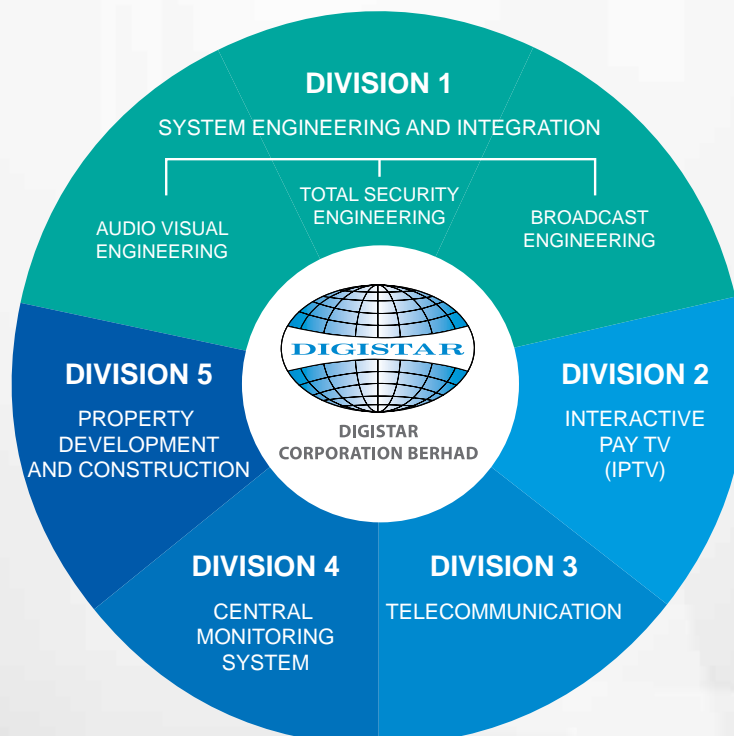 DIVISION 1
SYSTEM ENGINEERING AND INTEGRATION
AUDIO VISUAL
ENGINEERING
TOTAL SECURITY
ENGINEERING
BROADCAST
ENGINEERING
DIGISTAR
DIGISTAR
CORPORATION BERHAD
DIVISION 5
PROPERTY
DEVELOPMENT
AND CONSTRUCTION
DIVISION 2
INTERACTIVE
PAY TV
(IPTV)
DIVISION 4
CENTRAL
MONITORING
SYSTEM
DIVISION 3
TELECOMMUNICATION